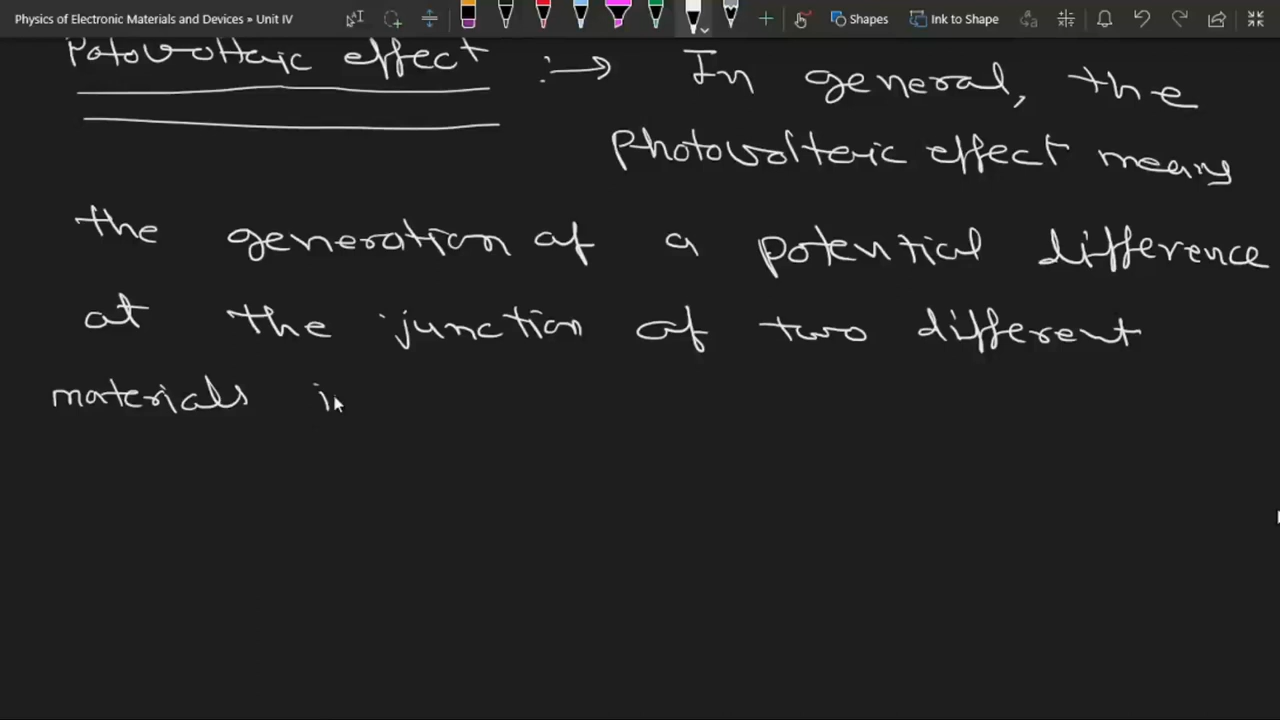 Physics of Electronic Materials and Devices » Unit IV
Shapes
Ink to Shape
Potovoltaic effect :→ In general, the
photovoltaic effect means
the generation of a potential difference
at the junction of two different
materials i